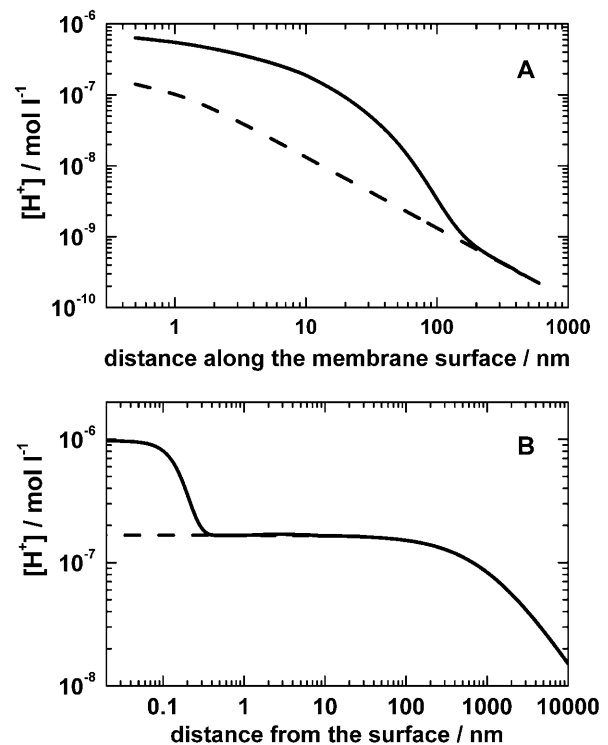 10⁻⁶
A
10⁻⁷
10⁻⁸
10⁻⁹
10⁻¹⁰
[H⁺] / mol l⁻¹
1 10 100 1000
distance along the membrane surface / nm
10⁻⁶
B
10⁻⁷
10⁻⁸
[H⁺] / mol l⁻¹
0.1 1 10 100 1000 10000
distance from the surface / nm